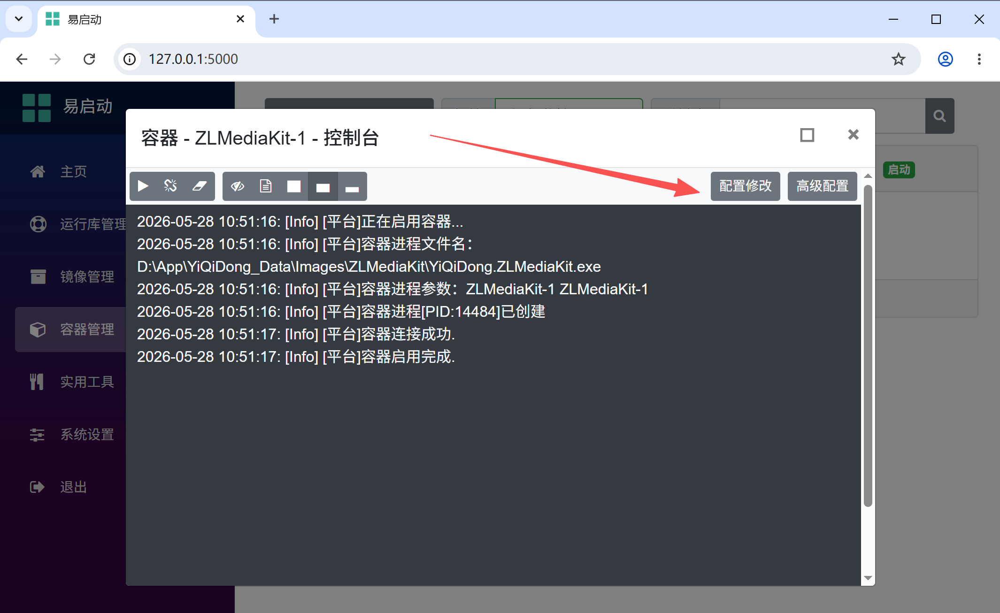 易启动
127.0.0.1:5000
易启动
主页
运行库管理
镜像管理
容器管理
实用工具
系统设置
退出
启动
容器 - ZLMediaKit-1 - 控制台
配置修改
高级配置
2026-05-28 10:51:16: [Info] [平台]正在启用容器...
2026-05-28 10:51:16: [Info] [平台]容器进程文件名：
D:\App\YiQiDong_Data\Images\ZLMediaKit\YiQiDong.ZLMediaKit.exe
2026-05-28 10:51:16: [Info] [平台]容器进程参数：ZLMediaKit-1 ZLMediaKit-1
2026-05-28 10:51:16: [Info] [平台]容器进程[PID:14484]已创建
2026-05-28 10:51:17: [Info] [平台]容器连接成功.
2026-05-28 10:51:17: [Info] [平台]容器启用完成.